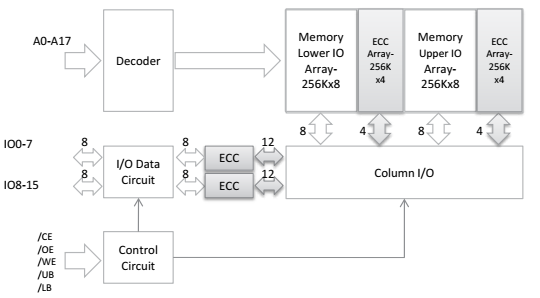 A0-A17
Decoder
Memory
Lower IO
Array-
256Kx8
ECC
Array-
256K
x4
Memory
Upper IO
Array-
256Kx8
ECC
Array-
256K
x4
8
4
8
4
IO0-7
IO8-15
8
8
I/O Data
Circuit
8
8
ECC
ECC
12
12
Column I/O
/CE
/OE
/WE
/UB
/LB
Control
Circuit